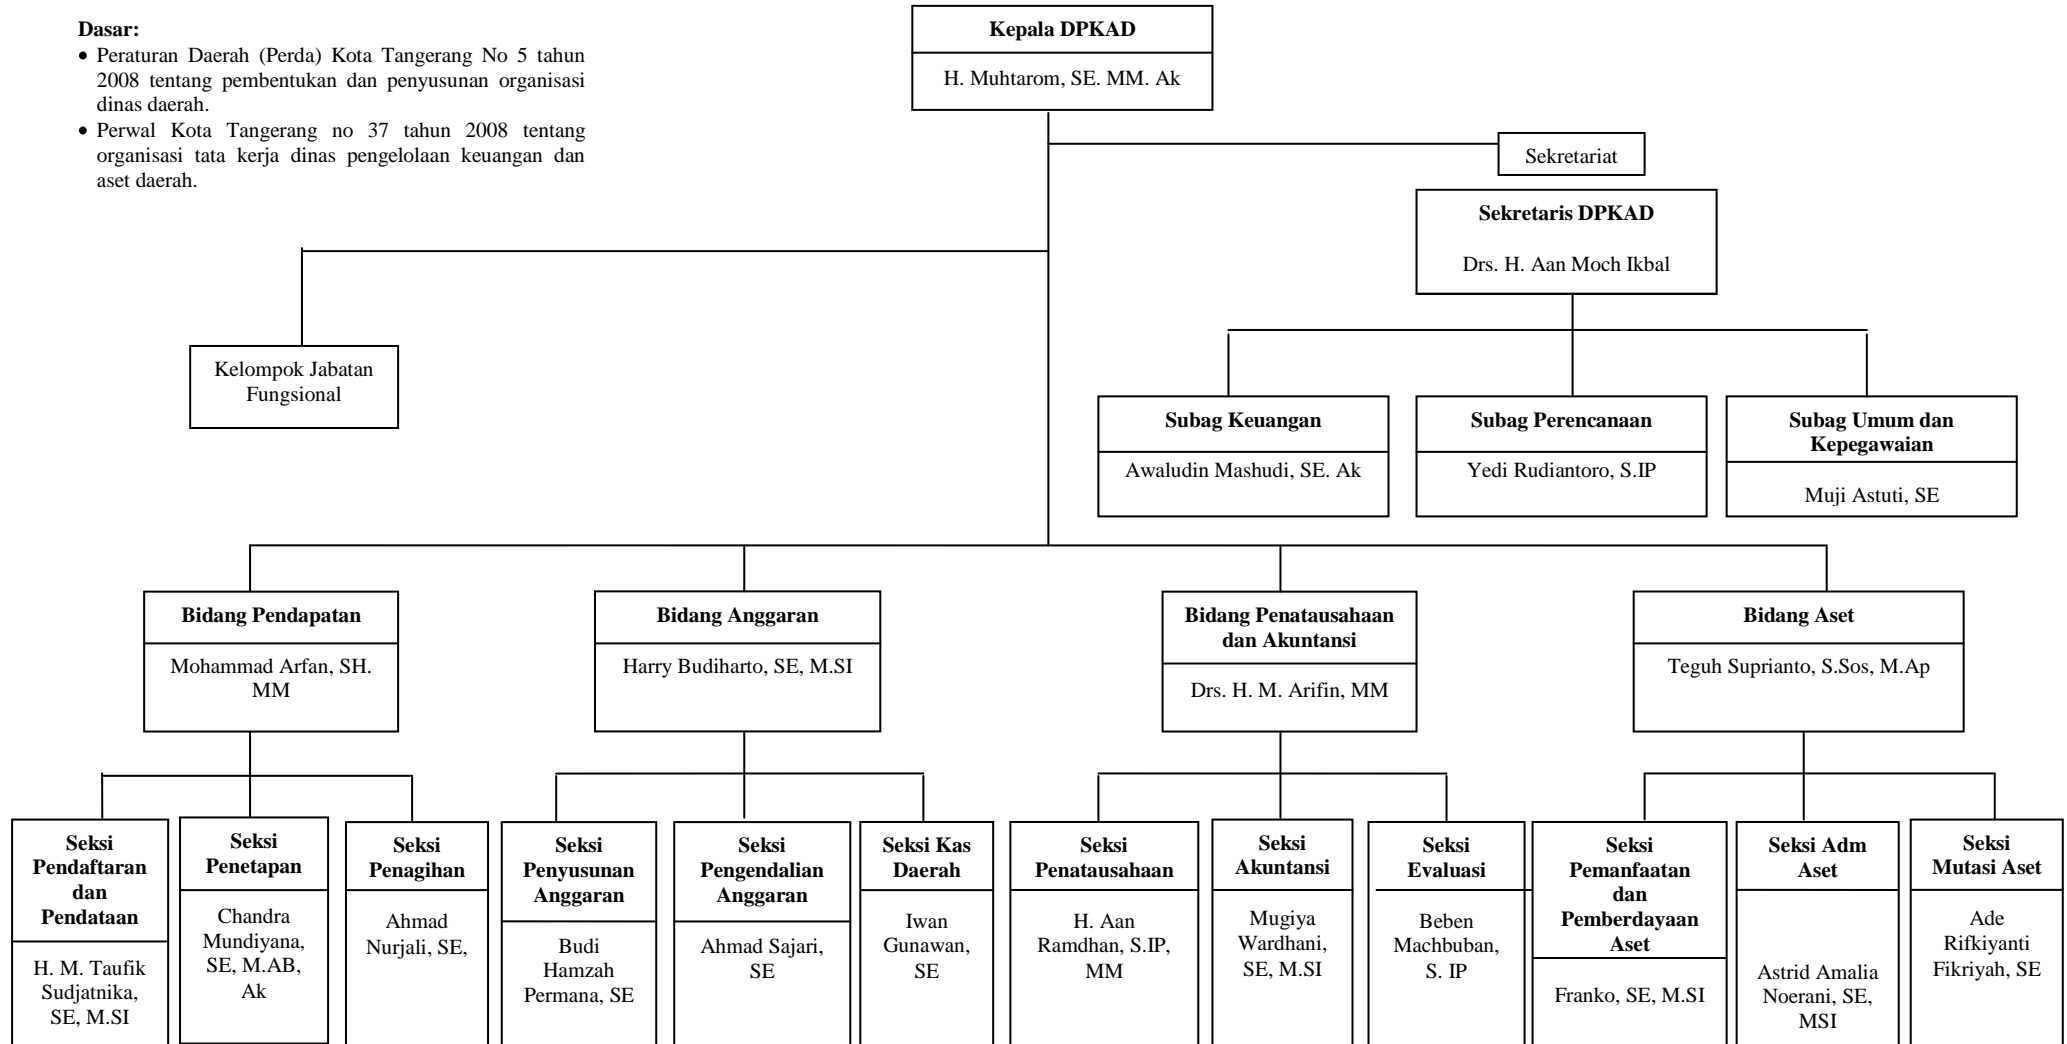 Dasar:
• Peraturan Daerah (Perda) Kota Tangerang No 5 tahun
2008 tentang pembentukan dan penyusunan organisasi
dinas daerah.
• Perwal Kota Tangerang no 37 tahun 2008 tentang
organisasi tata kerja dinas pengelolaan keuangan dan
aset daerah.
Kepala DPKAD
H. Muhtarom, SE. MM. Ak
Sekretariat
Sekretaris DPKAD
Drs. H. Aan Moch Ikbal
Kelompok Jabatan
Fungsional
Subag Keuangan
Awaludin Mashudi, SE. Ak
Subag Perencanaan
Yedi Rudiantoro, S.IP
Subag Umum dan
Kepegawaian
Muji Astuti, SE
Bidang Pendapatan
Mohammad Arfan, SH.
MM
Bidang Anggaran
Harry Budiharto, SE, M.SI
Bidang Penatausahaan
dan Akuntansi
Drs. H. M. Arifin, MM
Bidang Aset
Teguh Suprianto, S.Sos, M.Ap
Seksi
Pendaftaran
dan
Pendataan
H. M. Taufik
Sudjatnika,
SE, M.SI
Seksi
Penetapan
Chandra
Mundiyana,
SE, M.AB,
Ak
Seksi
Penagihan
Ahmad
Nurjali, SE,
Seksi
Penyusunan
Anggaran
Budi
Hamzah
Permana, SE
Seksi
Pengendalian
Anggaran
Ahmad Sajari,
SE
Seksi Kas
Daerah
Iwan
Gunawan,
SE
Seksi
Penatausahaan
H. Aan
Ramdhan, S.IP,
MM
Seksi
Akuntansi
Mugiya
Wardhani,
SE, M.SI
Seksi
Evaluasi
Beben
Machbuban,
S. IP
Seksi
Pemanfaatan
dan
Pemberdayaan
Aset
Franko, SE, M.SI
Seksi Adm
Aset
Astrid Amalia
Noerani, SE,
MSI
Seksi
Mutasi Aset
Ade
Rifkiyanti
Fikriyah, SE